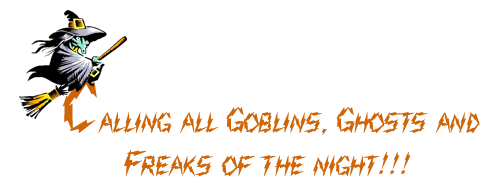 Calling all Goblins, Ghosts and
Freaks of the night!!!